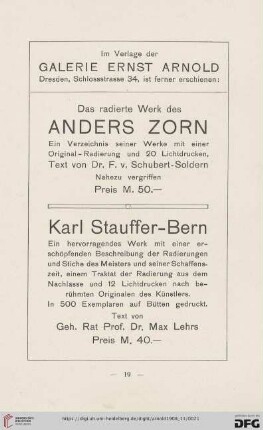 Im Verlage der
GALERIE ERNST ARNOLD
Dresden, Schlossstrasse 34, ist ferner erschienen:
Das radierte Werk des
ANDERS ZORN
Ein Verzeichnis seiner Werke mit einer
Original-Radierung und 20 Lichtdrucken,
Text von Dr. F. v. Schubert-Soldern
Nahezu vergriffen
Preis M. 50.—
Karl Stauffer-Bern
Ein hervorragendes Werk mit einer er-
schöpfenden Beschreibung der Radierungen
und Stiche des Meisters und seiner Schaffens-
zeit, einem Traktat der Radierung aus dem
Nachlasse und 12 Lichtdrucken nach be-
rühmten Originalen des Künstlers.
In 500 Exemplaren auf Bütten gedruckt.
Text von
Geh. Rat Prof. Dr. Max Lehrs
Preis M. 40.—
— 19 —
DFG